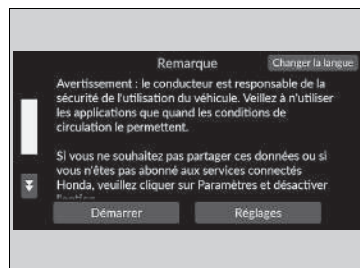 Remarque
Changer la langue
Avertissement : le conducteur est responsable de la
sécurité de l'utilisation du véhicule. Veillez à n'utiliser
les applications que quand les conditions de
circulation le permettent.
Si vous ne souhaitez pas partager ces données ou si
vous n'êtes pas abonné aux services connectés
Honda, veuillez cliquer sur Paramètres et désactiver
Démarrer
Réglages